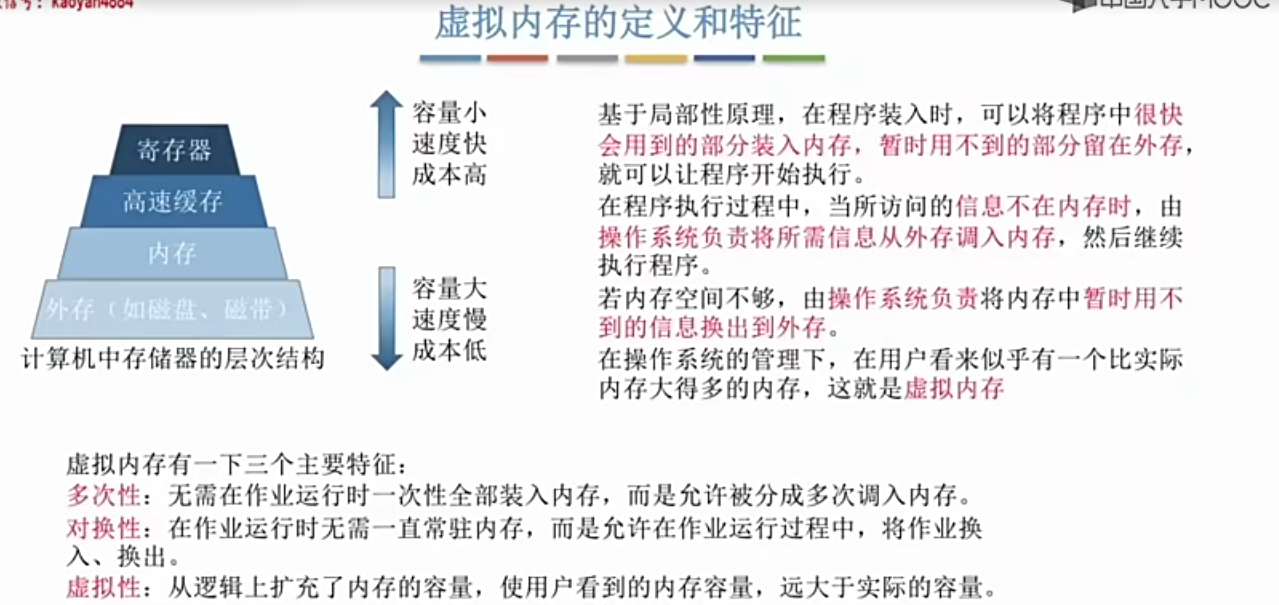 kaoyan4884
中国大学MOOC
虚拟内存的定义和特征
寄存器
高速缓存
内存
外存（如磁盘、磁带）
计算机中存储器的层次结构
容量小
速度快
成本高
容量大
速度慢
成本低
基于局部性原理，在程序装入时，可以将程序中很快
会用到的部分装入内存，暂时用不到的部分留在外存，
就可以让程序开始执行。
在程序执行过程中，当所访问的信息不在内存时，由
操作系统负责将所需信息从外存调入内存，然后继续
执行程序。
若内存空间不够，由操作系统负责将内存中暂时用不
到的信息换出到外存。
在操作系统的管理下，在用户看来似乎有一个比实际
内存大得多的内存，这就是虚拟内存
虚拟内存有一下三个主要特征：
多次性：无需在作业运行时一次性全部装入内存，而是允许被分成多次调入内存。
对换性：在作业运行时无需一直常驻内存，而是允许在作业运行过程中，将作业换
入、换出。
虚拟性：从逻辑上扩充了内存的容量，使用户看到的内存容量，远大于实际的容量。